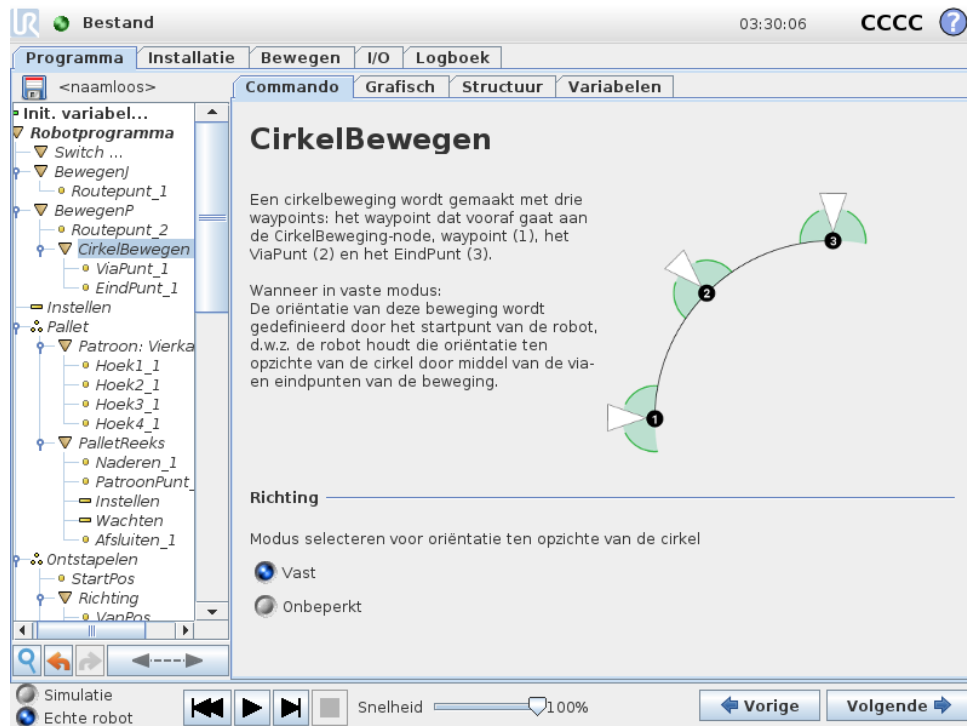 UR Bestand 03:30:06 CCCC ?
Programma Installatie Bewegen I/O Logboek
<naamloos> Commando Grafisch Structuur Variabelen
Init. variabel...
Robotprogramma
Switch ...
BewegenJ
Routepunt_1
BewegenP
Routepunt_2
CirkelBewegen
ViaPunt_1
EindPunt_1
Instellen
Pallet
Patroon: Vierka
Hoek1_1
Hoek2_1
Hoek3_1
Hoek4_1
PalletReeks
Naderen_1
PatroonPunt_
Instellen
Wachten
Afsluiten_1
Ontstapelen
StartPos
Richting
VanPos
CirkelBewegen
Een cirkelbeweging wordt gemaakt met drie
waypoints: het waypoint dat vooraf gaat aan
de CirkelBeweging-node, waypoint (1), het
ViaPunt (2) en het EindPunt (3).
Wanneer in vaste modus:
De oriëntatie van deze beweging wordt
gedefinieerd door het startpunt van de robot,
d.w.z. de robot houdt die oriëntatie ten
opzichte van de cirkel door middel van de via-
en eindpunten van de beweging.
3
2
1
Richting
Modus selecteren voor oriëntatie ten opzichte van de cirkel
Vast
Onbeperkt
Simulatie
Echte robot
Snelheid 100%
Vorige Volgende